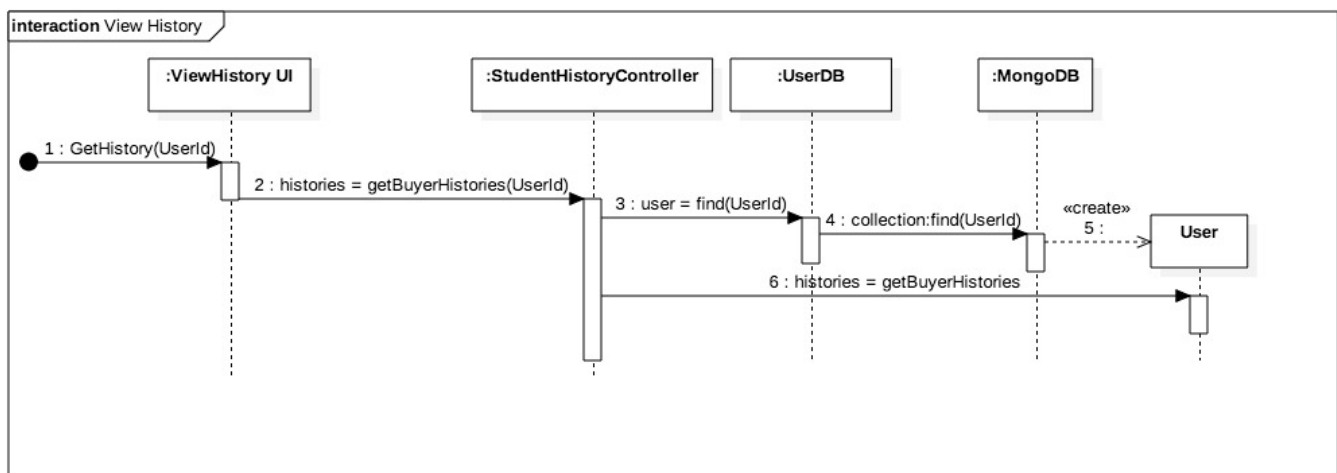 interaction View History
:ViewHistory UI
:StudentHistoryController
:UserDB
:MongoDB
1 : GetHistory(UserId)
2 : histories = getBuyerHistories(UserId)
3 : user = find(UserId)
4 : collection:find(UserId)
«create»
5 :
User
6 : histories = getBuyerHistories